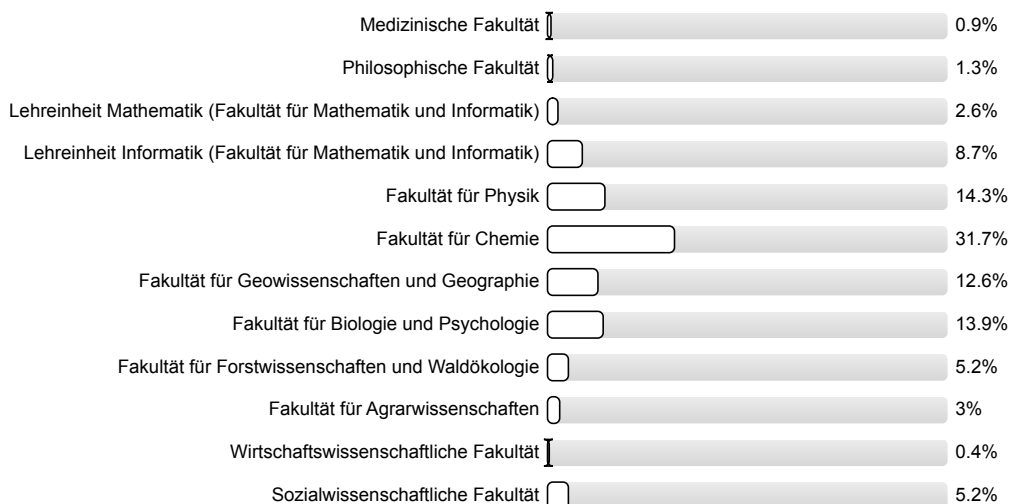 Medizinische Fakultät 0.9%
Philosophische Fakultät 1.3%
Lehreinheit Mathematik (Fakultät für Mathematik und Informatik) 2.6%
Lehreinheit Informatik (Fakultät für Mathematik und Informatik) 8.7%
Fakultät für Physik 14.3%
Fakultät für Chemie 31.7%
Fakultät für Geowissenschaften und Geographie 12.6%
Fakultät für Biologie und Psychologie 13.9%
Fakultät für Forstwissenschaften und Waldökologie 5.2%
Fakultät für Agrarwissenschaften 3%
Wirtschaftswissenschaftliche Fakultät 0.4%
Sozialwissenschaftliche Fakultät 5.2%